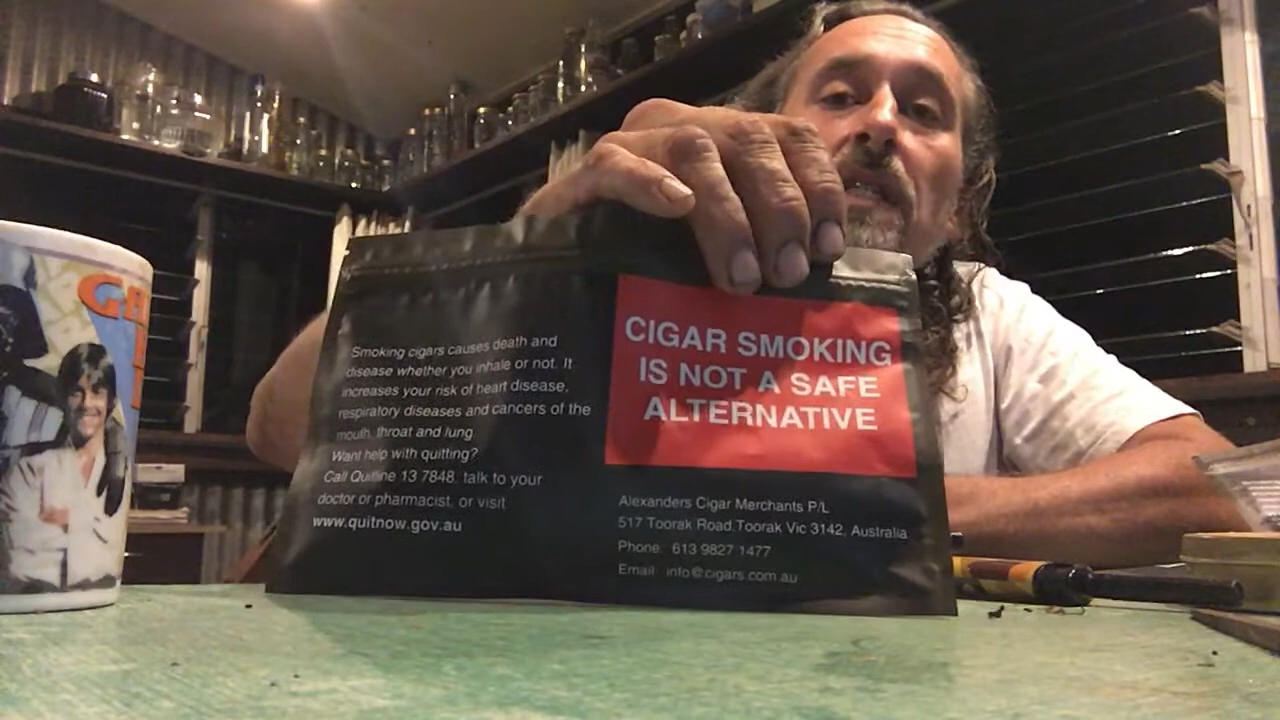 Smoking cigars causes death and
disease whether you inhale or not. It
increases your risk of heart disease,
respiratory diseases and cancers of the
mouth, throat and lung.
Want help with quitting?
Call Quitline 13 7848, talk to your
doctor or pharmacist, or visit
www.quitnow.gov.au
CIGAR SMOKING
IS NOT A SAFE
ALTERNATIVE
Alexanders Cigar Merchants P/L
517 Toorak Road,Toorak Vic 3142, Australia
Phone: 613 9827 1477
Email: info@cigars.com.au